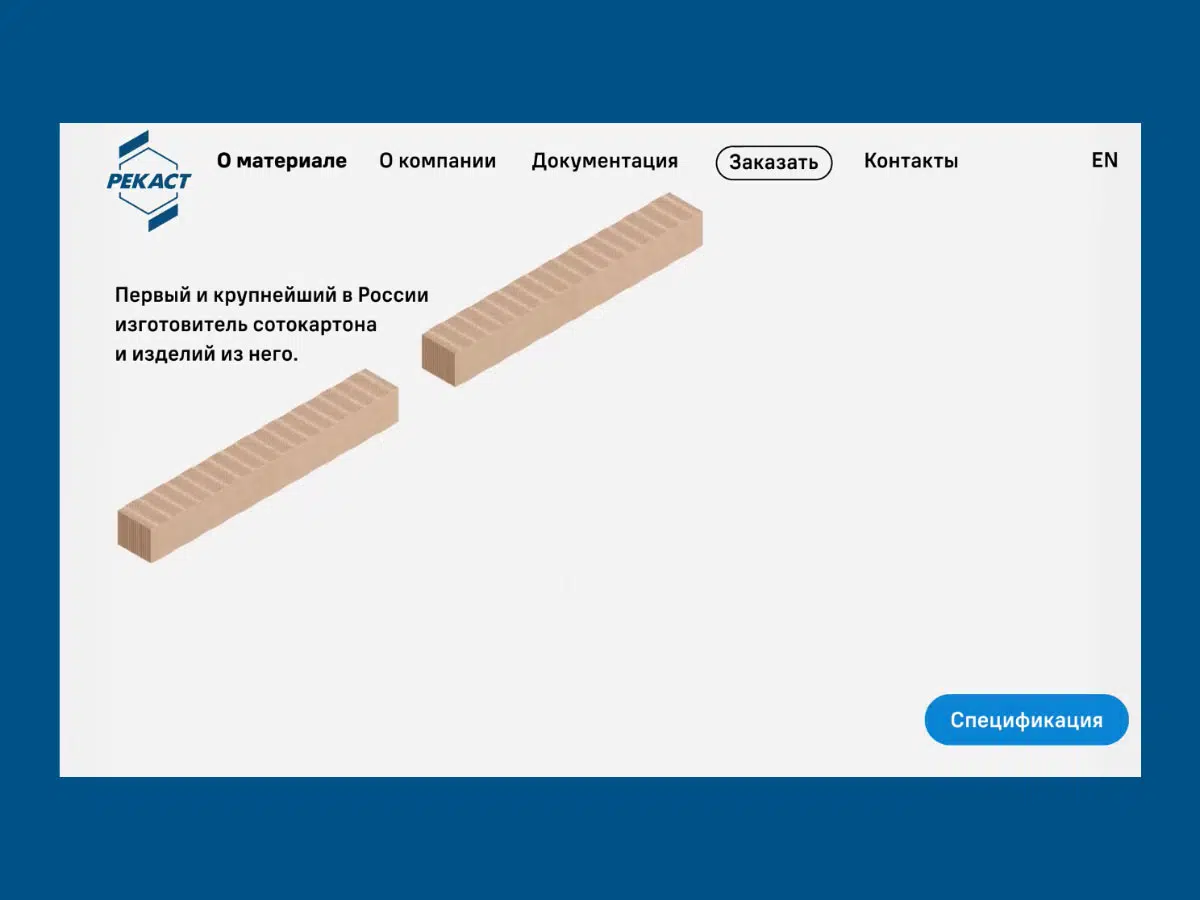 РЕКАСТ
О материале
О компании
Документация
Заказать
Контакты
EN
Первый и крупнейший в России
изготовитель сотокартона
и изделий из него.
Спецификация